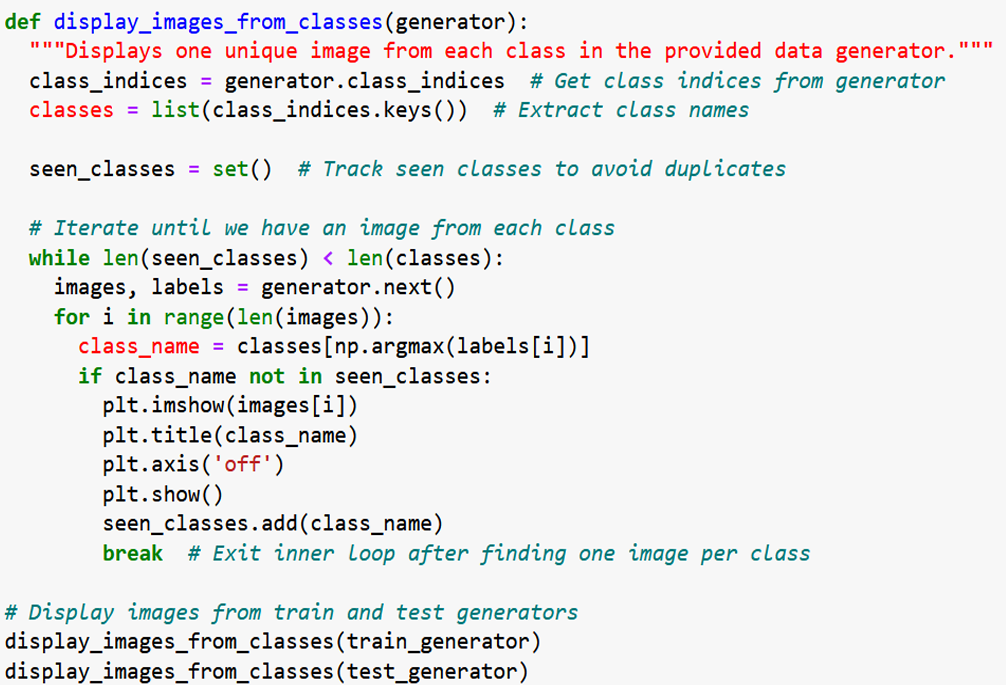 def display_images_from_classes(generator):
  """Displays one unique image from each class in the provided data generator."""
  class_indices = generator.class_indices  # Get class indices from generator
  classes = list(class_indices.keys())  # Extract class names

  seen_classes = set()  # Track seen classes to avoid duplicates

  # Iterate until we have an image from each class
  while len(seen_classes) < len(classes):
    images, labels = generator.next()
    for i in range(len(images)):
      class_name = classes[np.argmax(labels[i])]
      if class_name not in seen_classes:
        plt.imshow(images[i])
        plt.title(class_name)
        plt.axis('off')
        plt.show()
        seen_classes.add(class_name)
        break  # Exit inner loop after finding one image per class

# Display images from train and test generators
display_images_from_classes(train_generator)
display_images_from_classes(test_generator)